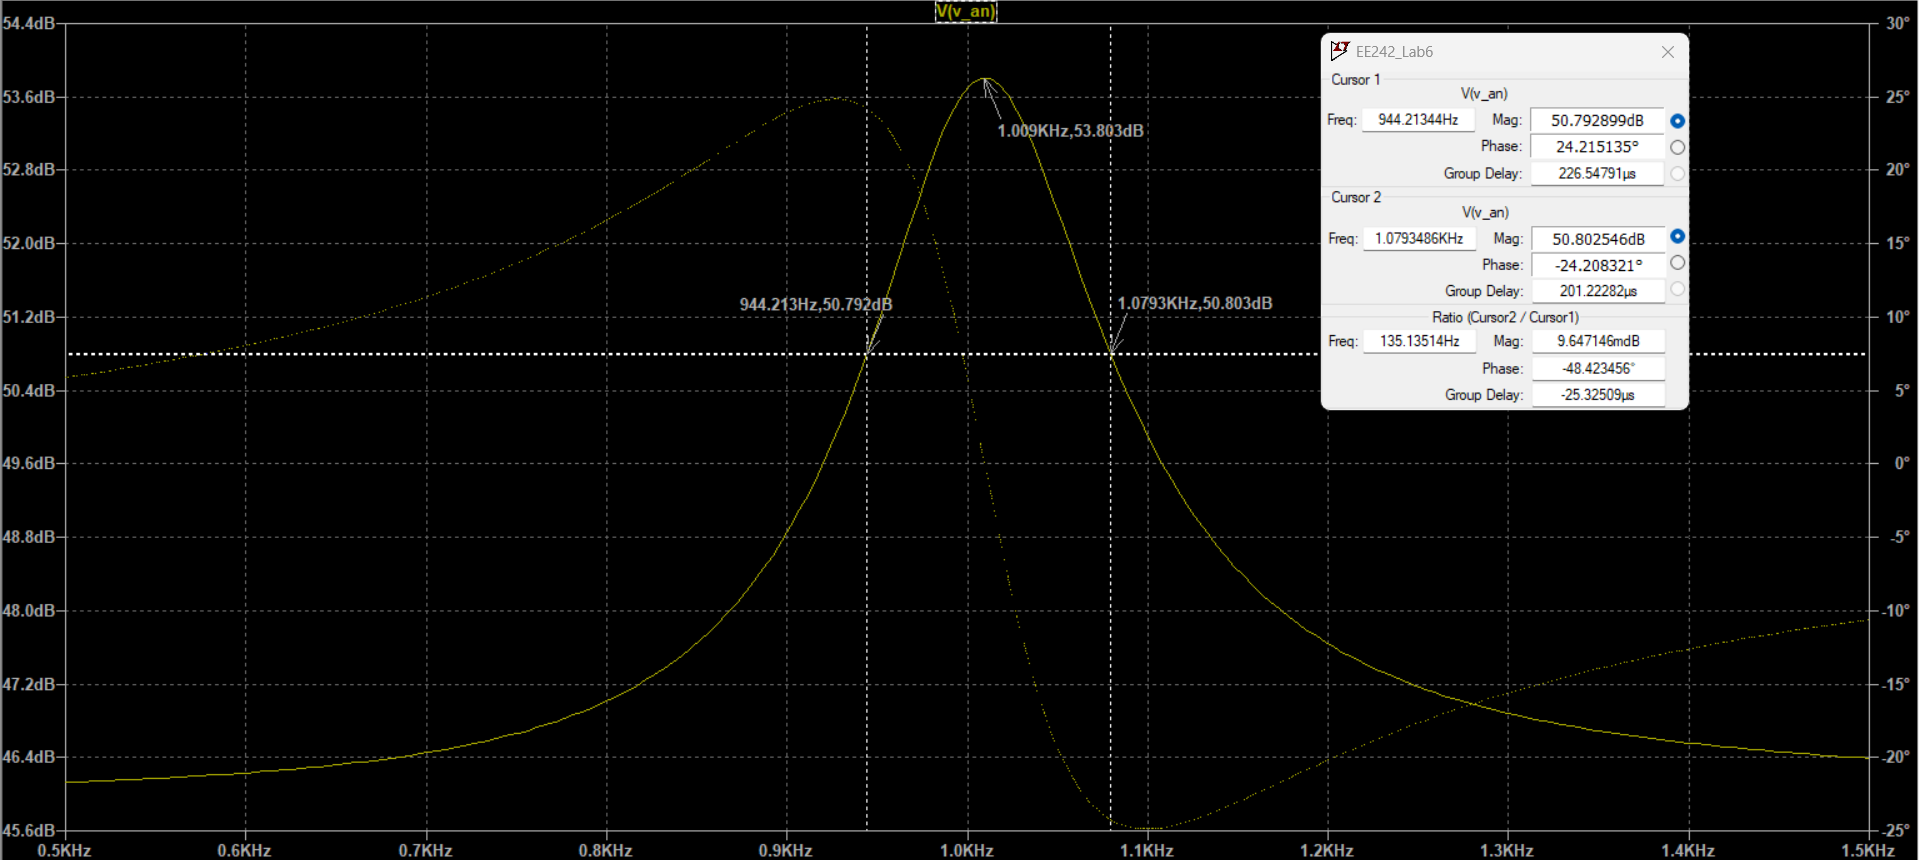 V(v_an)
54.4dB
53.6dB
52.8dB
52.0dB
51.2dB
50.4dB
49.6dB
48.8dB
48.0dB
47.2dB
46.4dB
45.6dB
30°
25°
20°
15°
10°
5°
0°
-5°
-10°
-15°
-20°
-25°
0.5KHz
0.6KHz
0.7KHz
0.8KHz
0.9KHz
1.0KHz
1.1KHz
1.2KHz
1.3KHz
1.4KHz
1.5KHz
1.009KHz,53.803dB
944.213Hz,50.792dB
1.0793KHz,50.803dB
EE242_Lab6
Cursor 1
V(v_an)
Freq: 944.21344Hz Mag: 50.792899dB
Phase: 24.215135°
Group Delay: 226.54791µs
Cursor 2
V(v_an)
Freq: 1.0793486KHz Mag: 50.802546dB
Phase: -24.208321°
Group Delay: 201.22282µs
Ratio (Cursor2 / Cursor1)
Freq: 135.13514Hz Mag: 9.647146mdB
Phase: -48.423456°
Group Delay: -25.32509µs